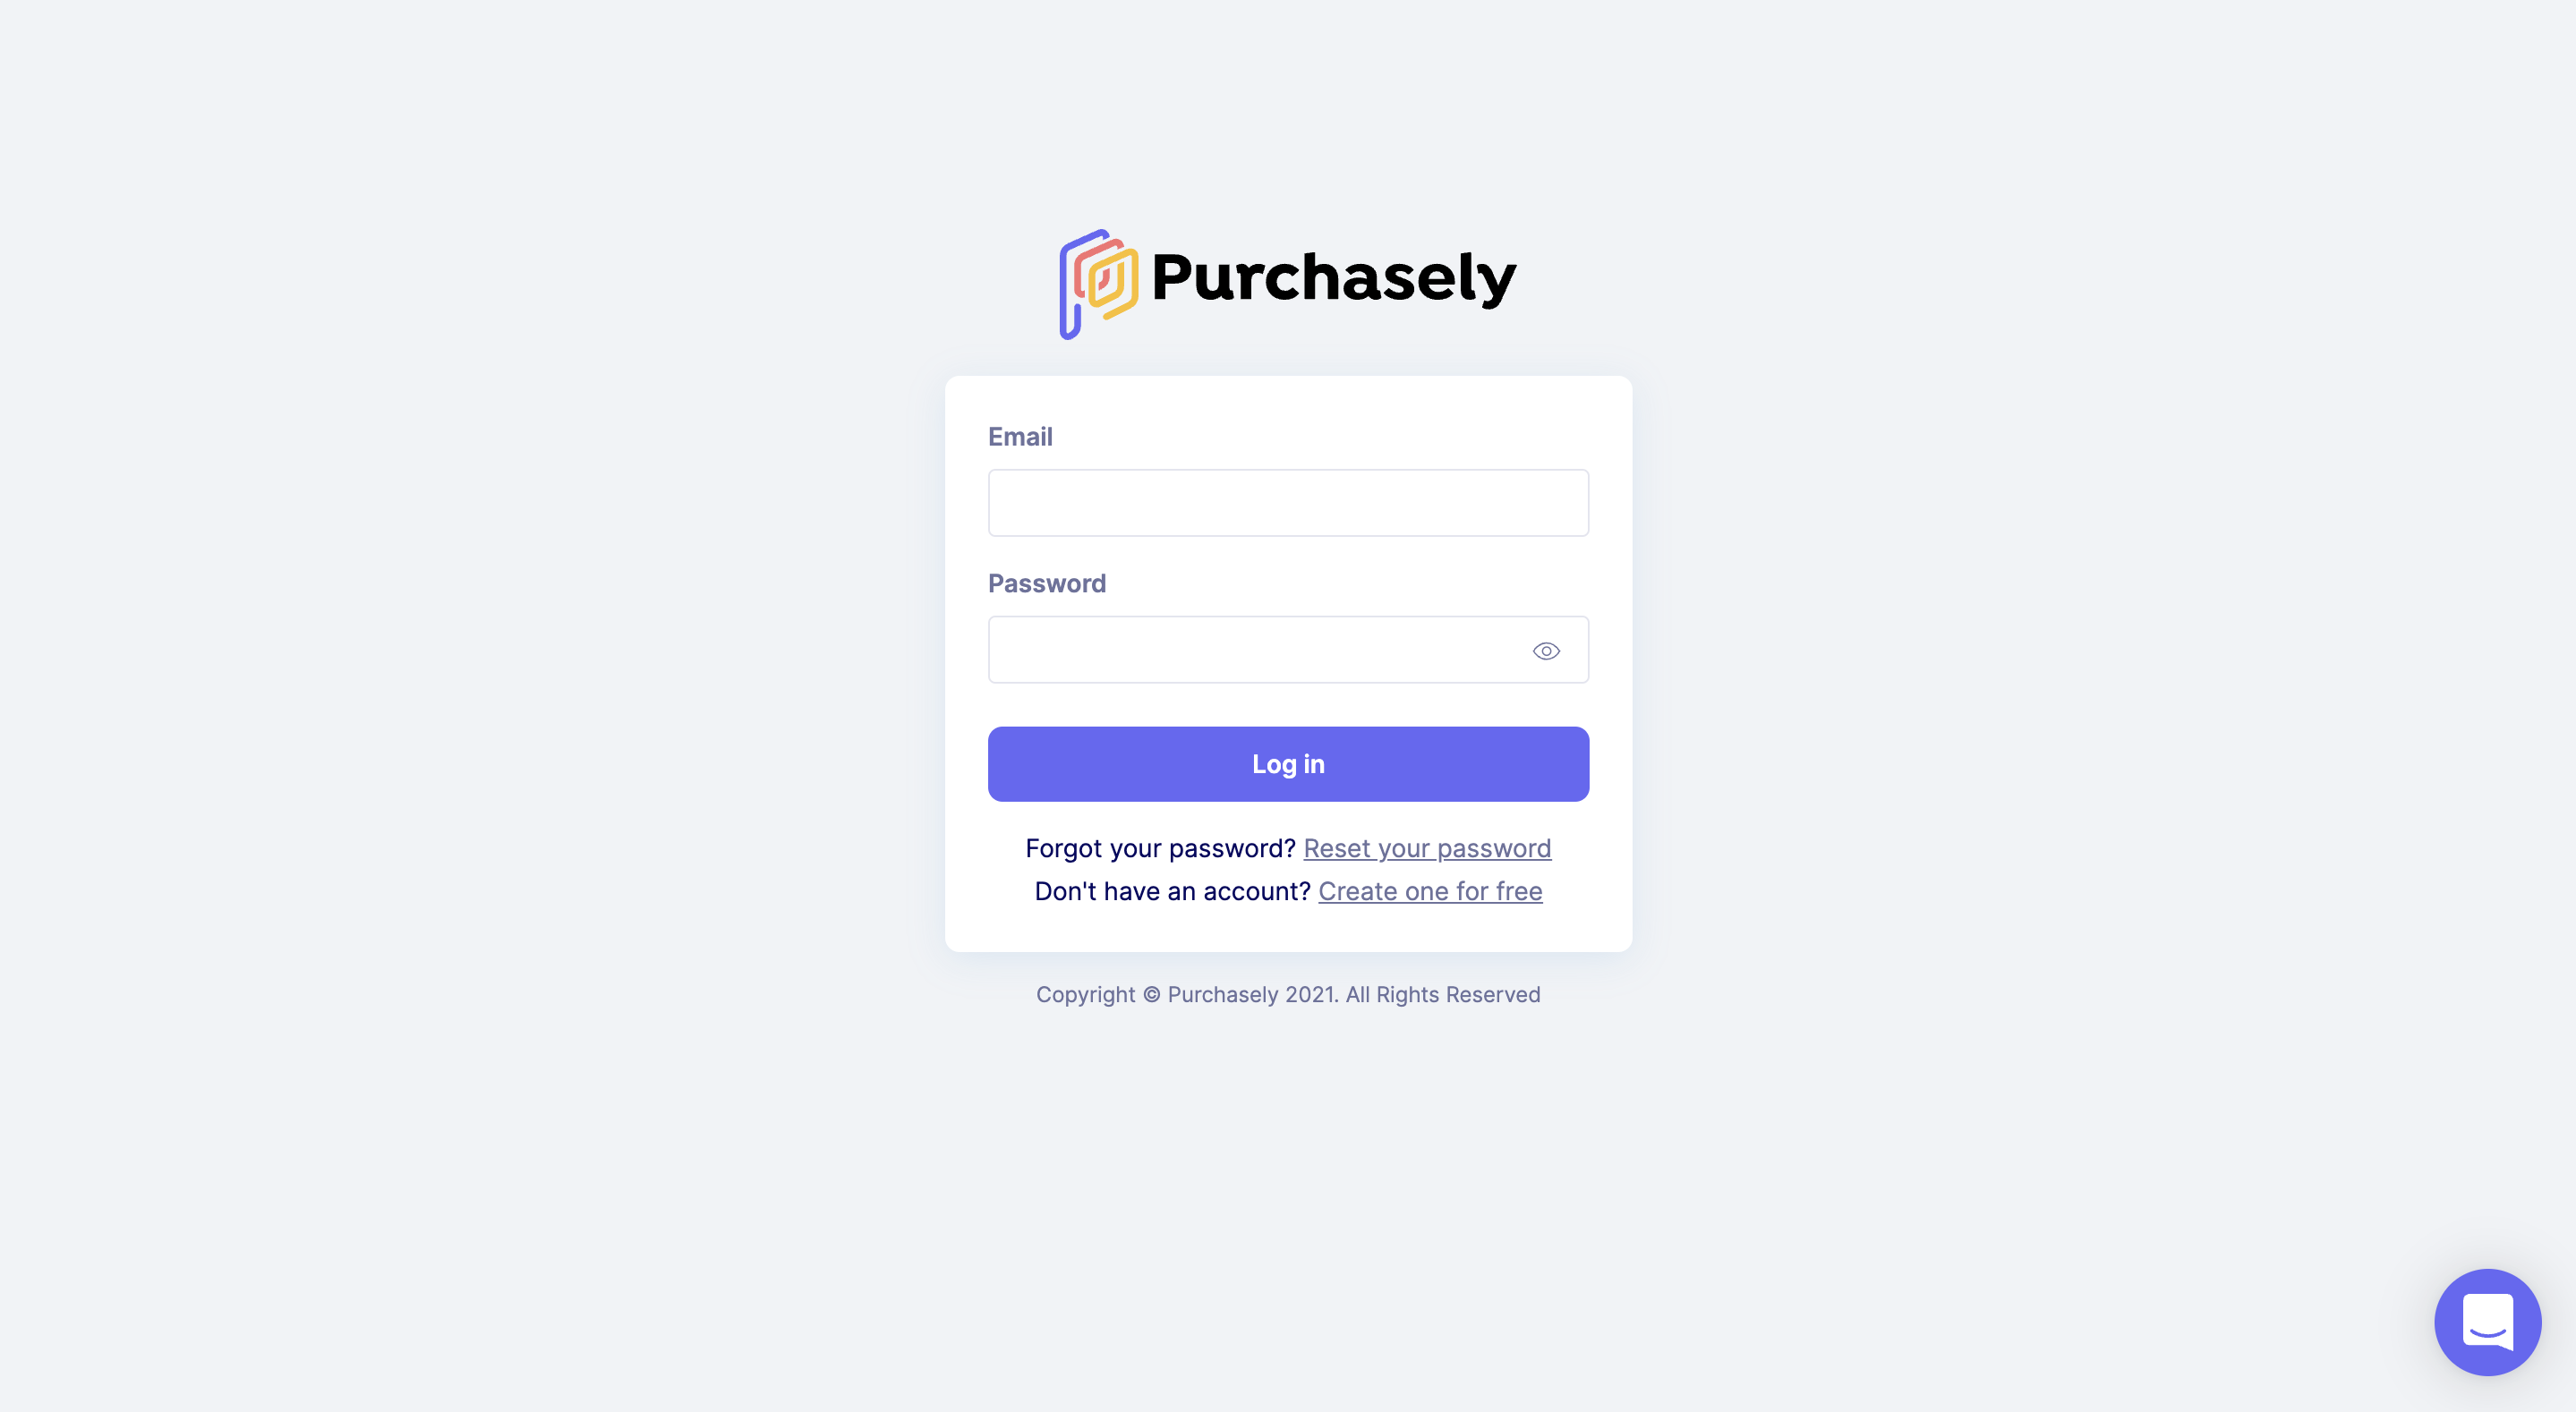 Purchasely
Email
Password
Log in
Forgot your password? Reset your password
Don't have an account? Create one for free
Copyright © Purchasely 2021. All Rights Reserved